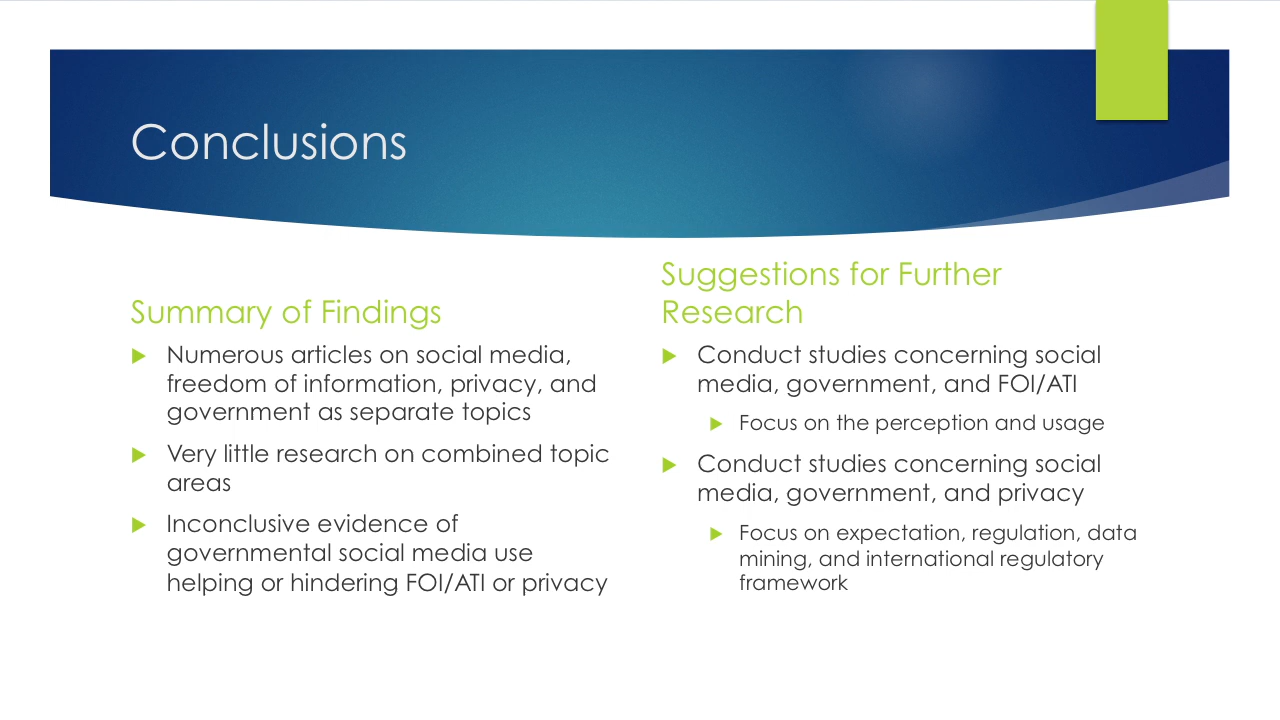 Conclusions
Summary of Findings
Numerous articles on social media,
freedom of information, privacy, and
government as separate topics
Very little research on combined topic
areas
Inconclusive evidence of
governmental social media use
helping or hindering FOI/ATI or privacy
Suggestions for Further
Research
Conduct studies concerning social
media, government, and FOI/ATI
Focus on the perception and usage
Conduct studies concerning social
media, government, and privacy
Focus on expectation, regulation, data
mining, and international regulatory
framework